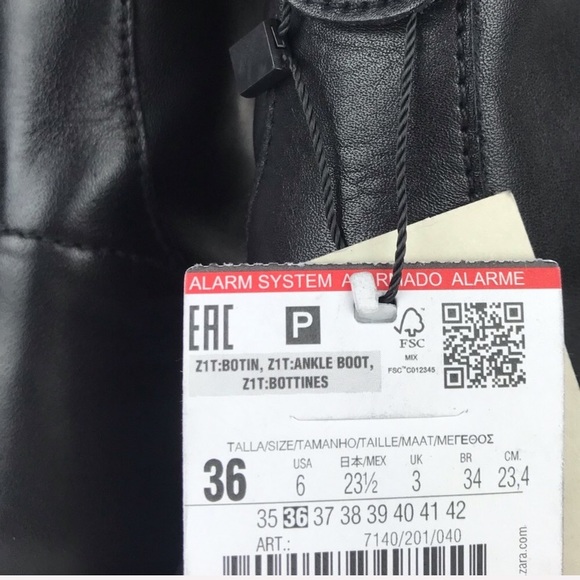 ALARM SYSTEM ALARMADO ALARME
EAC P FSC
MIX
FSC™C012345
Z1T:BOTIN, Z1T:ANKLE BOOT,
Z1T:BOTTINES
TALLA/SIZE/TAMANHO/TAILLE/MAAT/ΜΕΓΕΘΟΣ
36 USA 6 日本/MEX 23½ UK 3 BR 34 CM. 23,4
35 36 37 38 39 40 41 42
ART.: 7140/201/040
zara.com